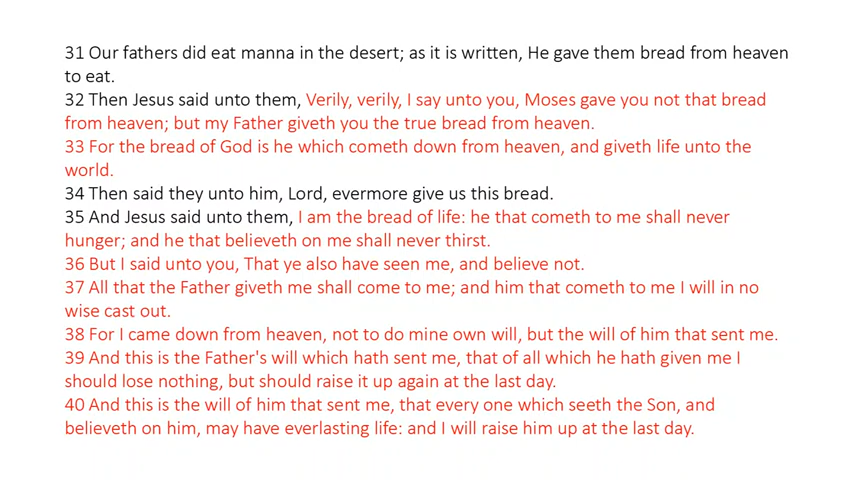 31 Our fathers did eat manna in the desert; as it is written, He gave them bread from heaven
to eat.
32 Then Jesus said unto them, Verily, verily, I say unto you, Moses gave you not that bread
from heaven; but my Father giveth you the true bread from heaven.
33 For the bread of God is he which cometh down from heaven, and giveth life unto the
world.
34 Then said they unto him, Lord, evermore give us this bread.
35 And Jesus said unto them, I am the bread of life: he that cometh to me shall never
hunger; and he that believeth on me shall never thirst.
36 But I said unto you, That ye also have seen me, and believe not.
37 All that the Father giveth me shall come to me; and him that cometh to me I will in no
wise cast out.
38 For I came down from heaven, not to do mine own will, but the will of him that sent me.
39 And this is the Father's will which hath sent me, that of all which he hath given me I
should lose nothing, but should raise it up again at the last day.
40 And this is the will of him that sent me, that every one which seeth the Son, and
believeth on him, may have everlasting life: and I will raise him up at the last day.